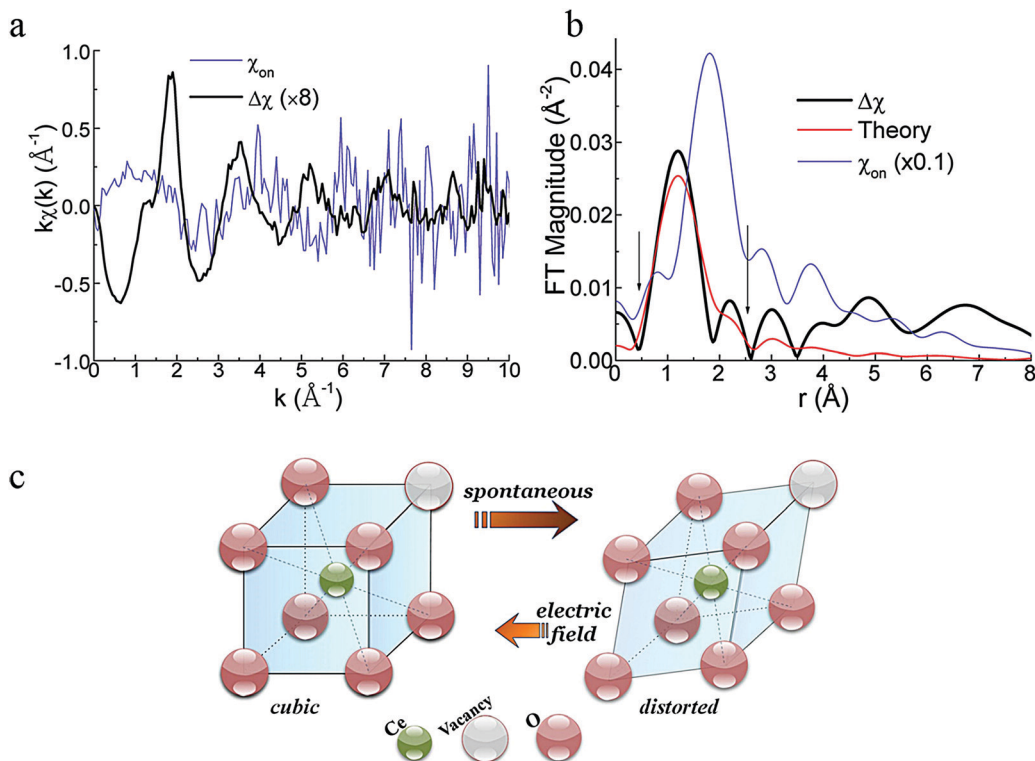 a
kχ(k) (Å⁻¹)
1.0
0.5
0.0
-0.5
-1.0
χon
Δχ (×8)
0 1 2 3 4 5 6 7 8 9 10
k (Å⁻¹)
b
FT Magnitude (Å⁻²)
0.04
0.03
0.02
0.01
0.00
Δχ
Theory
χon (x0.1)
0 1 2 3 4 5 6 7 8
r (Å)
c
spontaneous
electric
field
cubic
distorted
Ce
Vacancy
O